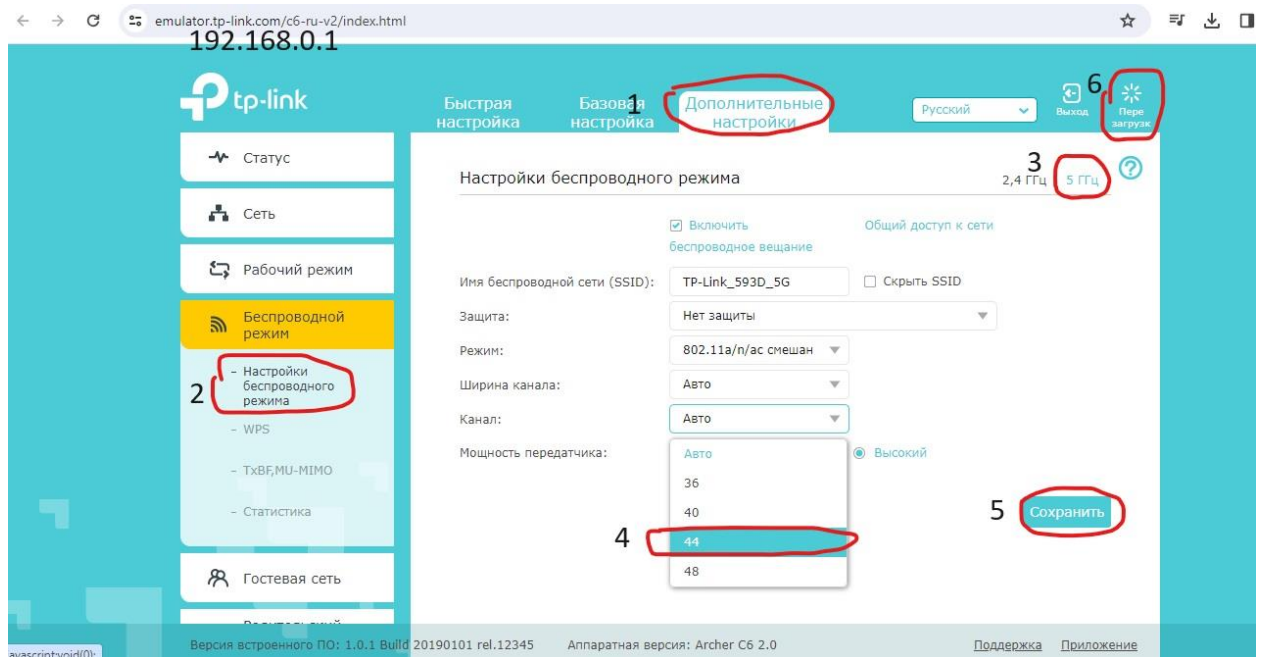 emulator.tp-link.com/c6-ru-v2/index.html
192.168.0.1
tp-link
Быстрая настройка
Базовая настройка
1
Дополнительные настройки
Русский
Выход
6
Пере
загрузк
Статус
Сеть
Рабочий режим
Беспроводной
режим
2
- Настройки
беспроводного
режима
- WPS
- TxBF,MU-MIMO
- Статистика
Гостевая сеть
Настройки беспроводного режима
3
2,4 ГГц
5 ГГц
?
Включить
беспроводное вещание
Общий доступ к сети
Имя беспроводной сети (SSID):
TP-Link_593D_5G
Скрыть SSID
Защита:
Нет защиты
Режим:
802.11a/n/ac смешан
Ширина канала:
Авто
Канал:
Авто
Мощность передатчика:
Высокий
Авто
36
40
4
44
48
5
Сохранить
Версия встроенного ПО: 1.0.1 Build 20190101 rel.12345
Аппаратная версия: Archer C6 2.0
Поддержка
Приложение